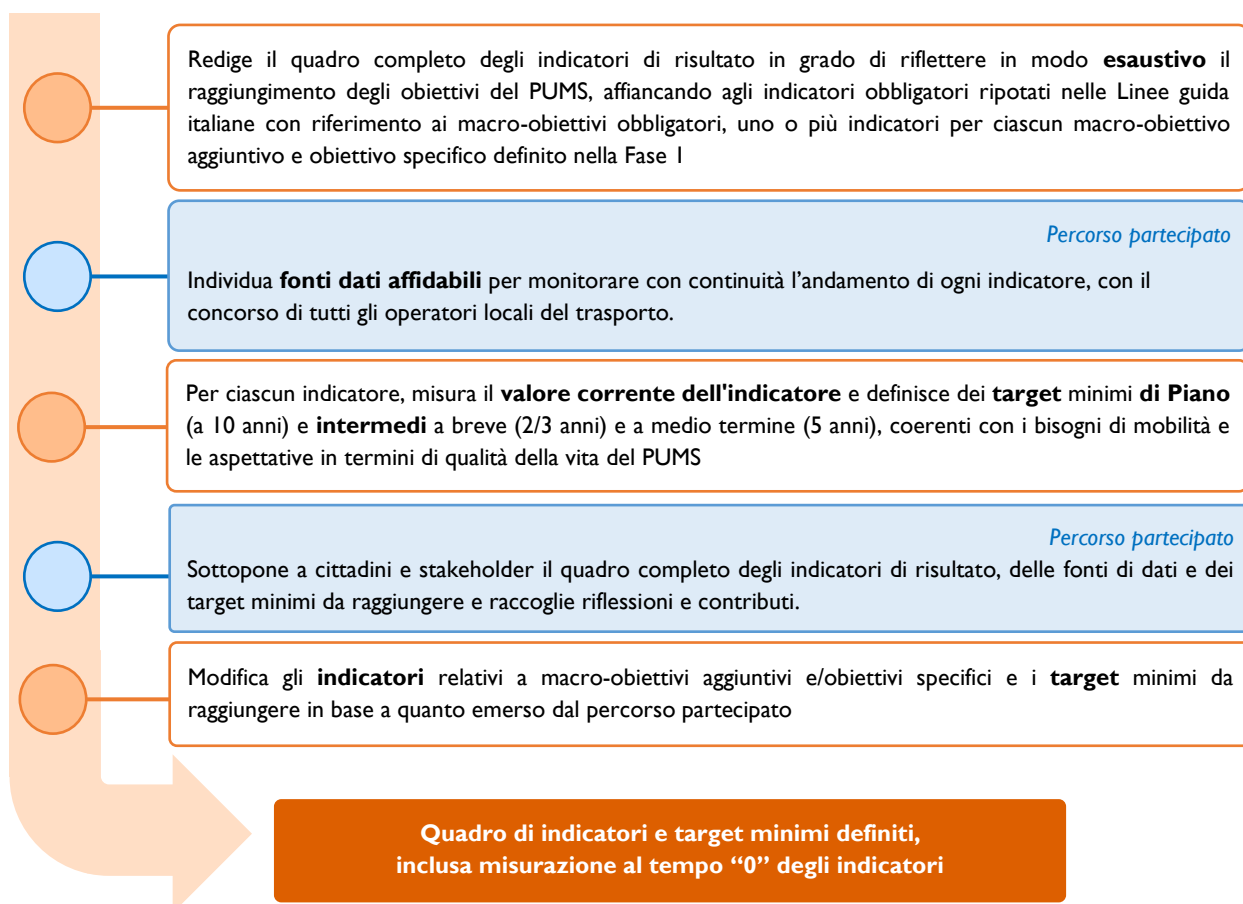 Redige il quadro completo degli indicatori di risultato in grado di riflettere in modo esaustivo il
raggiungimento degli obiettivi del PUMS, affiancando agli indicatori obbligatori ripotati nelle Linee guida
italiane con riferimento ai macro-obiettivi obbligatori, uno o più indicatori per ciascun macro-obiettivo
aggiuntivo e obiettivo specifico definito nella Fase 1
Percorso partecipato
Individua fonti dati affidabili per monitorare con continuità l'andamento di ogni indicatore, con il
concorso di tutti gli operatori locali del trasporto.
Per ciascun indicatore, misura il valore corrente dell'indicatore e definisce dei target minimi di Piano
(a 10 anni) e intermedi a breve (2/3 anni) e a medio termine (5 anni), coerenti con i bisogni di mobilità e
le aspettative in termini di qualità della vita del PUMS
Percorso partecipato
Sottopone a cittadini e stakeholder il quadro completo degli indicatori di risultato, delle fonti di dati e dei
target minimi da raggiungere e raccoglie riflessioni e contributi.
Modifica gli indicatori relativi a macro-obiettivi aggiuntivi e/obiettivi specifici e i target minimi da
raggiungere in base a quanto emerso dal percorso partecipato
Quadro di indicatori e target minimi definiti,
inclusa misurazione al tempo “0” degli indicatori